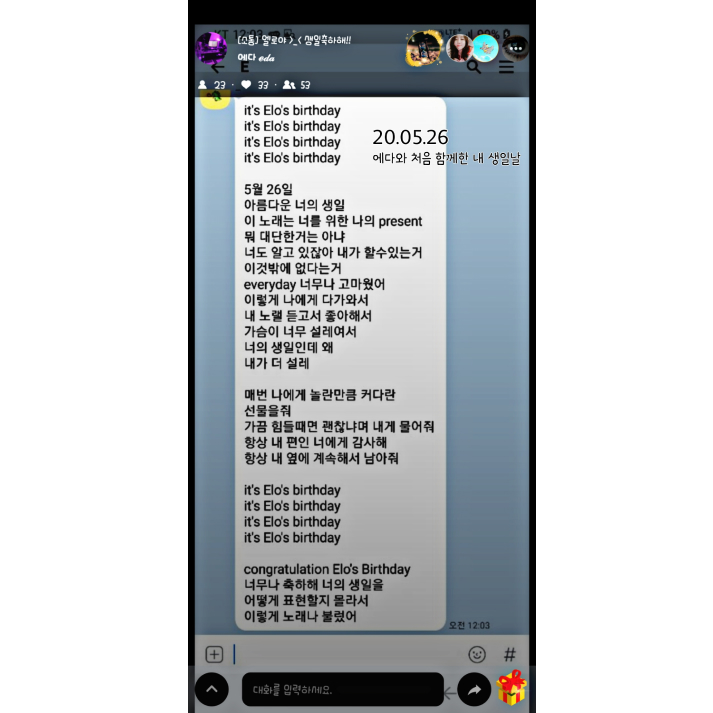 12:03
[소통] 엘로야 >_< 생일축하해!!
에다 eda
E
23 · 33 · 53
it's Elo's birthday
it's Elo's birthday
it's Elo's birthday
it's Elo's birthday
20.05.26
에다와 처음 함께한 내 생일날
5월 26일
아름다운 너의 생일
이 노래는 너를 위한 나의 present
뭐 대단한거는 아냐
너도 알고 있잖아 내가 할수있는거
이것밖에 없다는거
everyday 너무나 고마웠어
이렇게 나에게 다가와서
내 노랠 듣고서 좋아해서
가슴이 너무 설레여서
너의 생일인데 왜
내가 더 설레
매번 나에게 놀란만큼 커다란
선물을줘
가끔 힘들때면 괜찮냐며 내게 물어줘
항상 내 편인 너에게 감사해
항상 내 옆에 계속해서 남아줘
it's Elo's birthday
it's Elo's birthday
it's Elo's birthday
it's Elo's birthday
congratulation Elo's Birthday
너무나 축하해 너의 생일을
어떻게 표현할지 몰라서
이렇게 노래나 불렀어
오전 12:03
#
대화를 입력하세요.